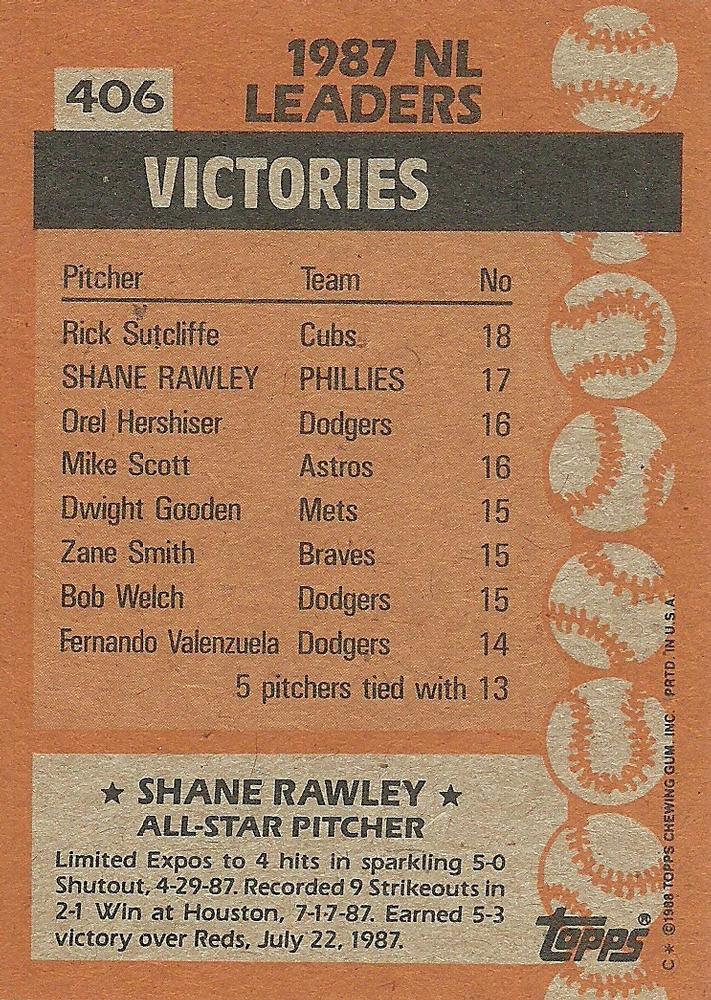 406
1987 NL
LEADERS
VICTORIES
Pitcher Team No
Rick Sutcliffe Cubs 18
SHANE RAWLEY PHILLIES 17
Orel Hershiser Dodgers 16
Mike Scott Astros 16
Dwight Gooden Mets 15
Zane Smith Braves 15
Bob Welch Dodgers 15
Fernando Valenzuela Dodgers 14
5 pitchers tied with 13
★ SHANE RAWLEY ★
ALL-STAR PITCHER
Limited Expos to 4 hits in sparkling 5-0
Shutout, 4-29-87. Recorded 9 Strikeouts in
2-1 Win at Houston, 7-17-87. Earned 5-3
victory over Reds, July 22, 1987.
topps®
C * ©1988 TOPPS CHEWING GUM, INC. PRTD. IN U.S.A.